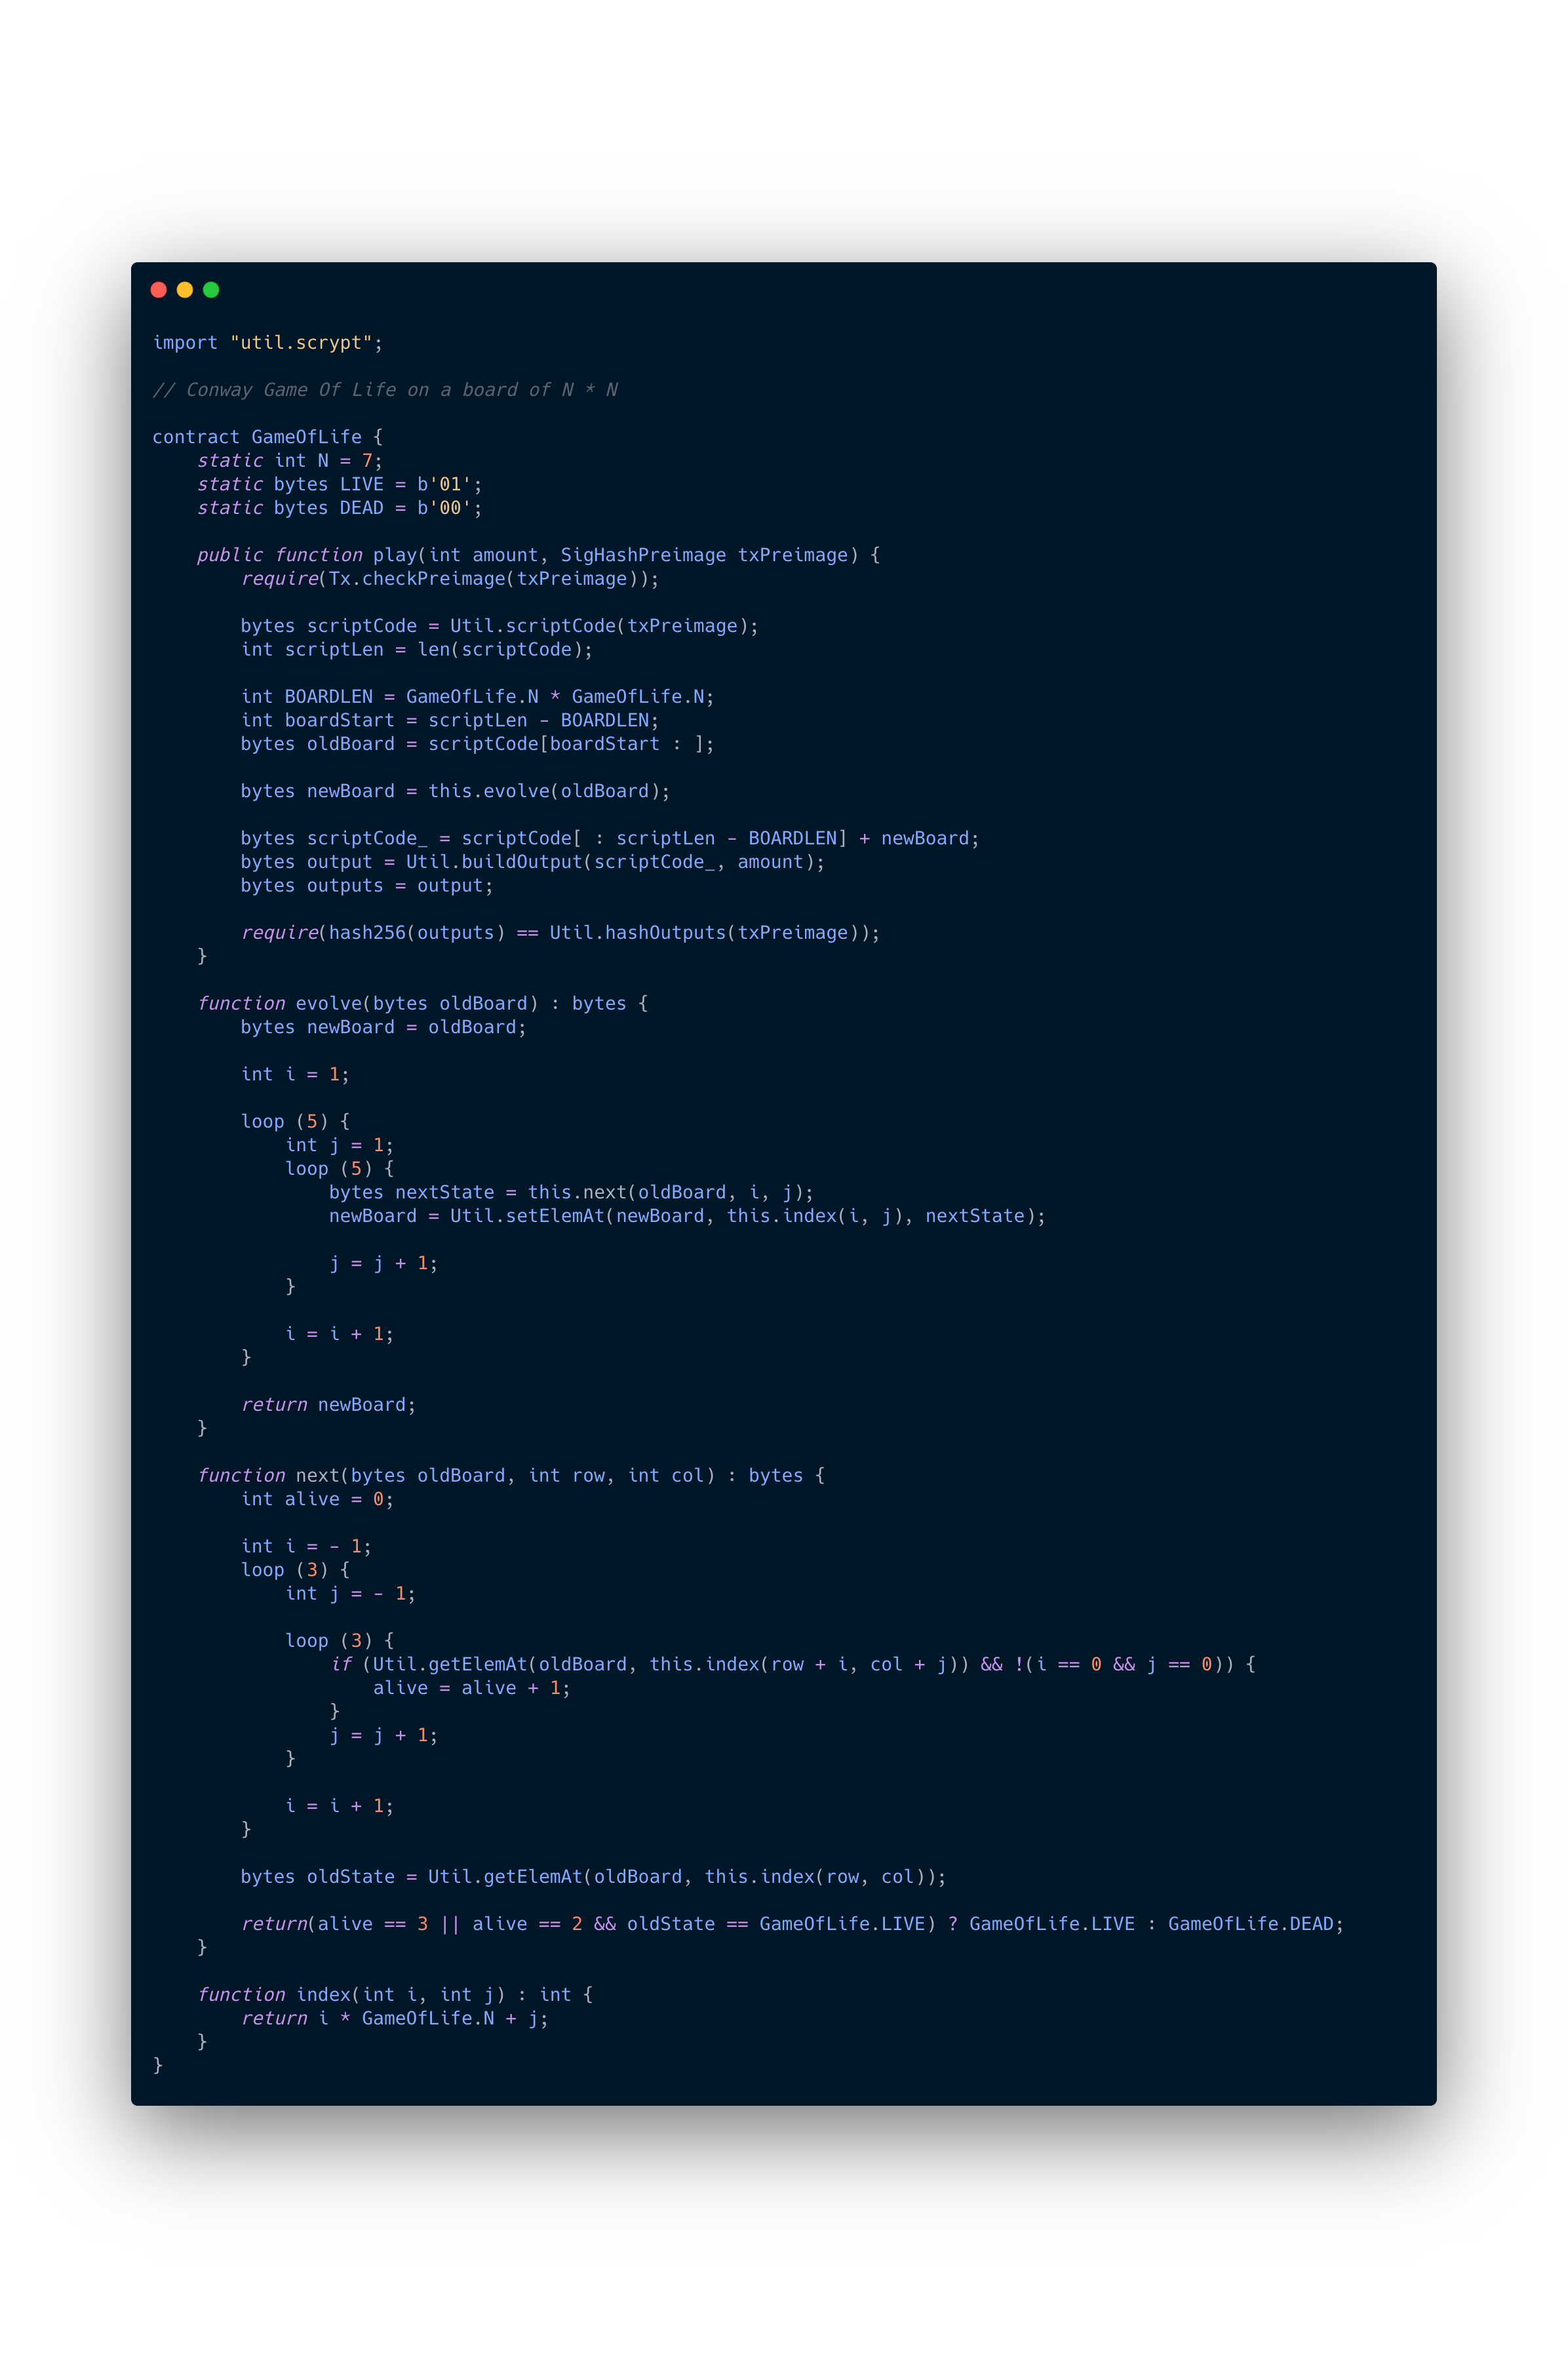 import "util.scrypt";

// Conway Game Of Life on a board of N * N

contract GameOfLife {
    static int N = 7;
    static bytes LIVE = b'01';
    static bytes DEAD = b'00';

    public function play(int amount, SigHashPreimage txPreimage) {
        require(Tx.checkPreimage(txPreimage));

        bytes scriptCode = Util.scriptCode(txPreimage);
        int scriptLen = len(scriptCode);

        int BOARDLEN = GameOfLife.N * GameOfLife.N;
        int boardStart = scriptLen - BOARDLEN;
        bytes oldBoard = scriptCode[boardStart : ];

        bytes newBoard = this.evolve(oldBoard);

        bytes scriptCode_ = scriptCode[ : scriptLen - BOARDLEN] + newBoard;
        bytes output = Util.buildOutput(scriptCode_, amount);
        bytes outputs = output;

        require(hash256(outputs) == Util.hashOutputs(txPreimage));
    }

    function evolve(bytes oldBoard) : bytes {
        bytes newBoard = oldBoard;

        int i = 1;

        loop (5) {
            int j = 1;
            loop (5) {
                bytes nextState = this.next(oldBoard, i, j);
                newBoard = Util.setElemAt(newBoard, this.index(i, j), nextState);

                j = j + 1;
            }

            i = i + 1;
        }

        return newBoard;
    }

    function next(bytes oldBoard, int row, int col) : bytes {
        int alive = 0;

        int i = - 1;
        loop (3) {
            int j = - 1;

            loop (3) {
                if (Util.getElemAt(oldBoard, this.index(row + i, col + j)) && !(i == 0 && j == 0)) {
                    alive = alive + 1;
                }
                j = j + 1;
            }

            i = i + 1;
        }

        bytes oldState = Util.getElemAt(oldBoard, this.index(row, col));

        return(alive == 3 || alive == 2 && oldState == GameOfLife.LIVE) ? GameOfLife.LIVE : GameOfLife.DEAD;
    }

    function index(int i, int j) : int {
        return i * GameOfLife.N + j;
    }
}